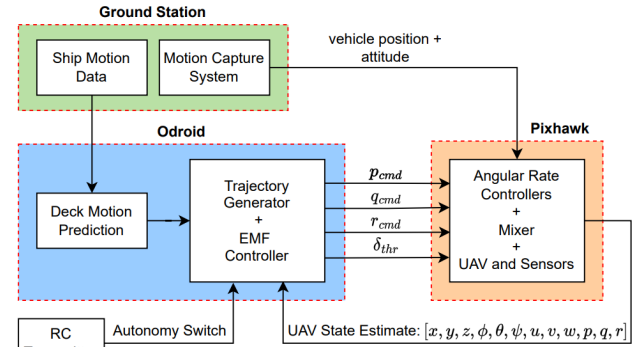 Ground Station
Ship Motion
Data
Motion Capture
System
vehicle position +
attitude
Odroid
Pixhawk
Deck Motion
Prediction
Trajectory
Generator
+
EMF
Controller
p_cmd
q_cmd
r_cmd
δ_thr
Angular Rate
Controllers
+
Mixer
+
UAV and Sensors
RC
Autonomy Switch
UAV State Estimate: [x, y, z, ϕ, θ, ψ, u, v, w, p, q, r]